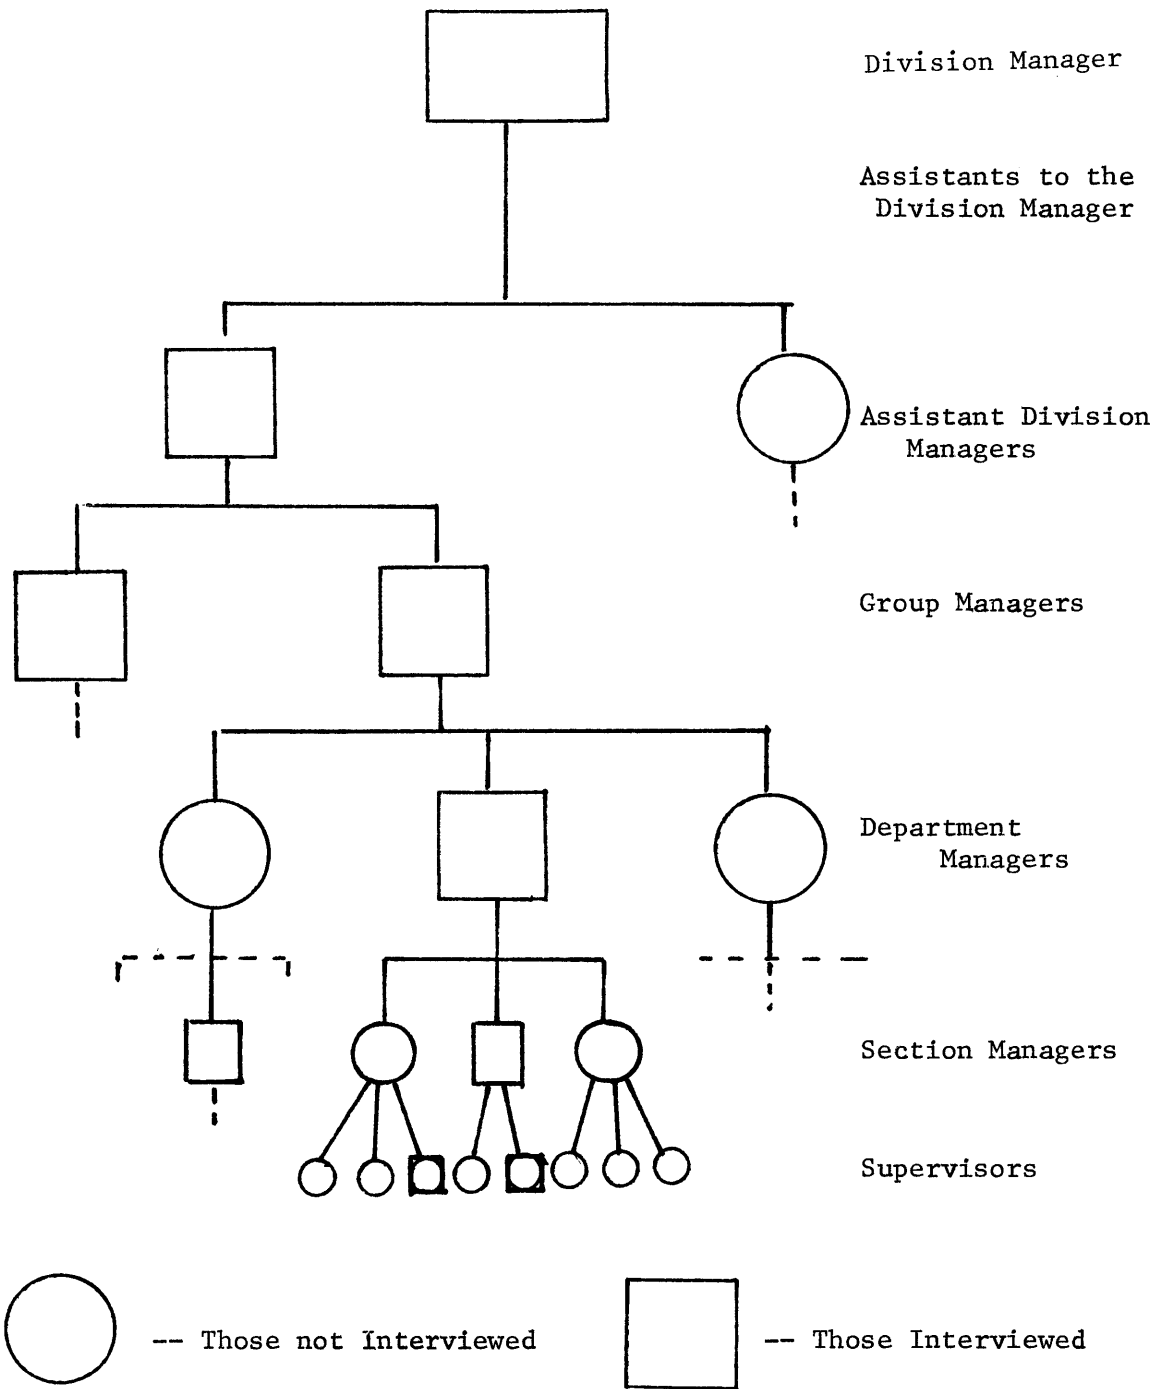 Division Manager
Assistants to the
Division Manager
Assistant Division
Managers
Group Managers
Department
Managers
Section Managers
Supervisors
-- Those not Interviewed
-- Those Interviewed